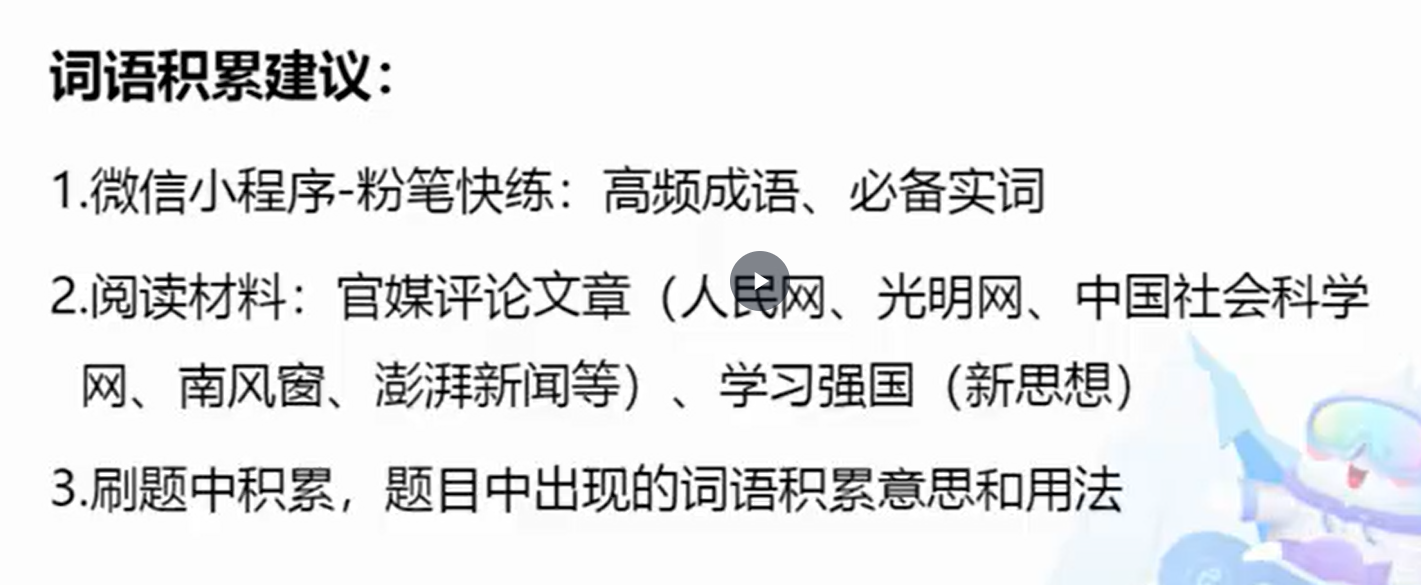 词语积累建议：
1.微信小程序-粉笔快练：高频成语、必备实词
2.阅读材料：官媒评论文章（人民网、光明网、中国社会科学
网、南风窗、澎湃新闻等）、学习强国（新思想）
3.刷题中积累，题目中出现的词语积累意思和用法